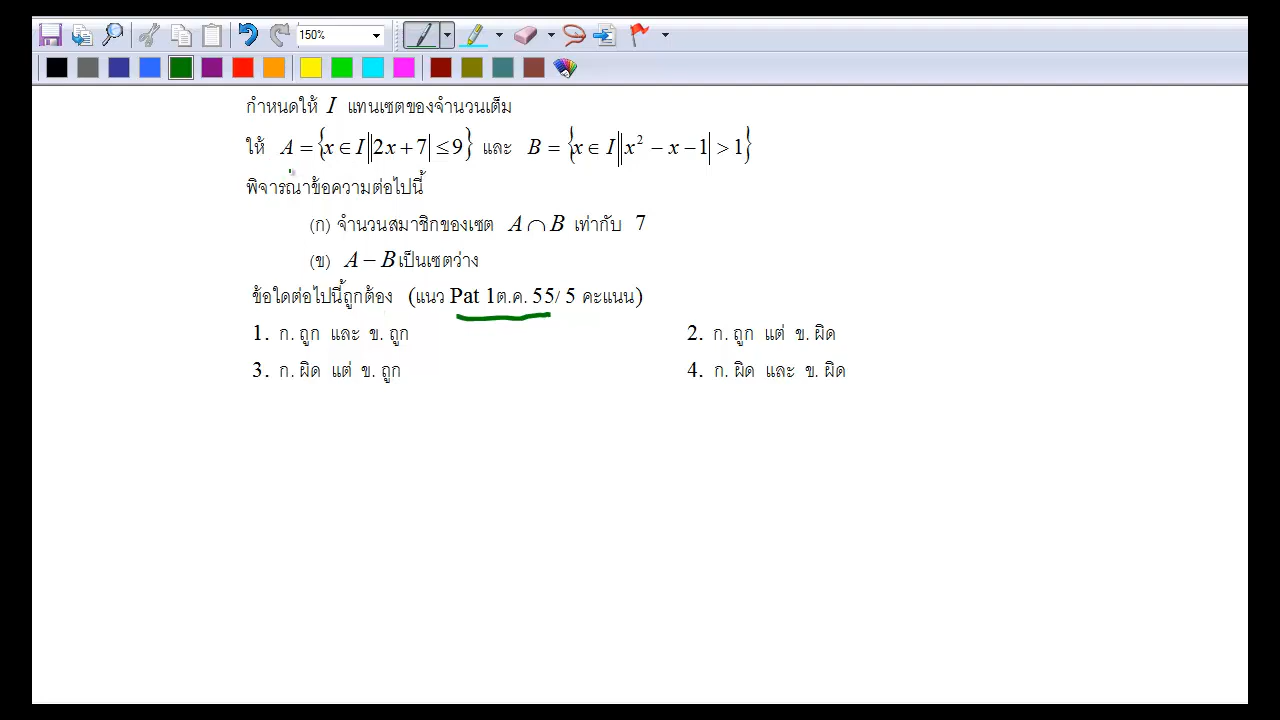 150%
กำหนดให้ I แทนเซตของจำนวนเต็ม
ให้ A = {x ∈ I||2x + 7| ≤ 9} และ B = {x ∈ I||x² − x − 1| > 1}
พิจารณาข้อความต่อไปนี้
(ก) จำนวนสมาชิกของเซต A ∩ B เท่ากับ 7
(ข) A − B เป็นเซตว่าง
ข้อใดต่อไปนี้ถูกต้อง (แนว Pat 1ต.ค. 55/ 5 คะแนน)
1. ก. ถูก และ ข. ถูก 2. ก. ถูก แต่ ข. ผิด
3. ก. ผิด แต่ ข. ถูก 4. ก. ผิด และ ข. ผิด